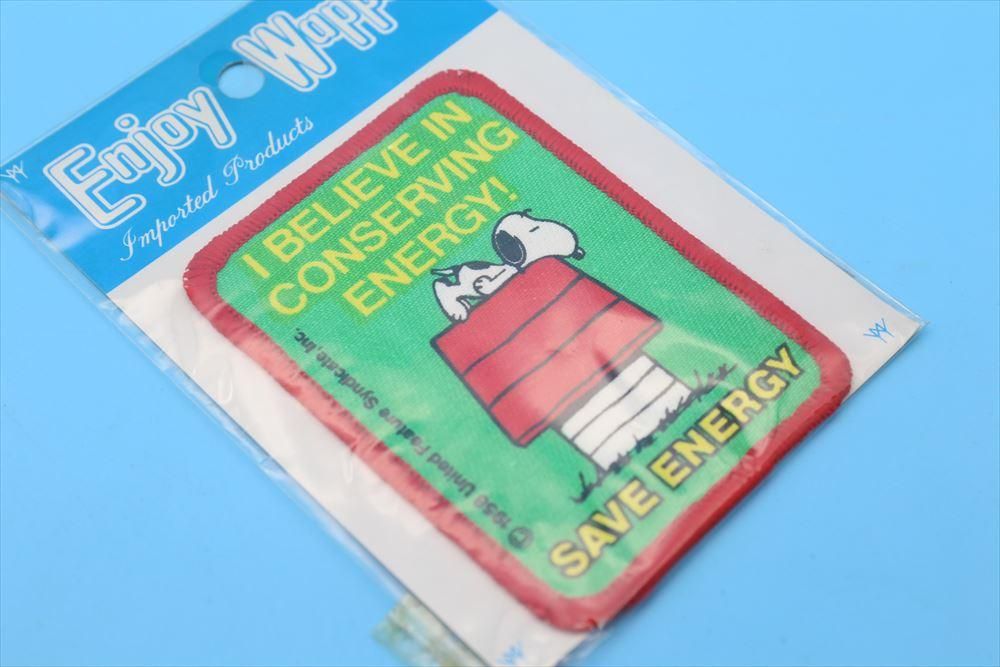 Enjoy Wapp
Imported Products
I BELIEVE IN
CONSERVING
ENERGY!
© 1958 United Feature Syndicate, Inc.
SAVE ENERGY